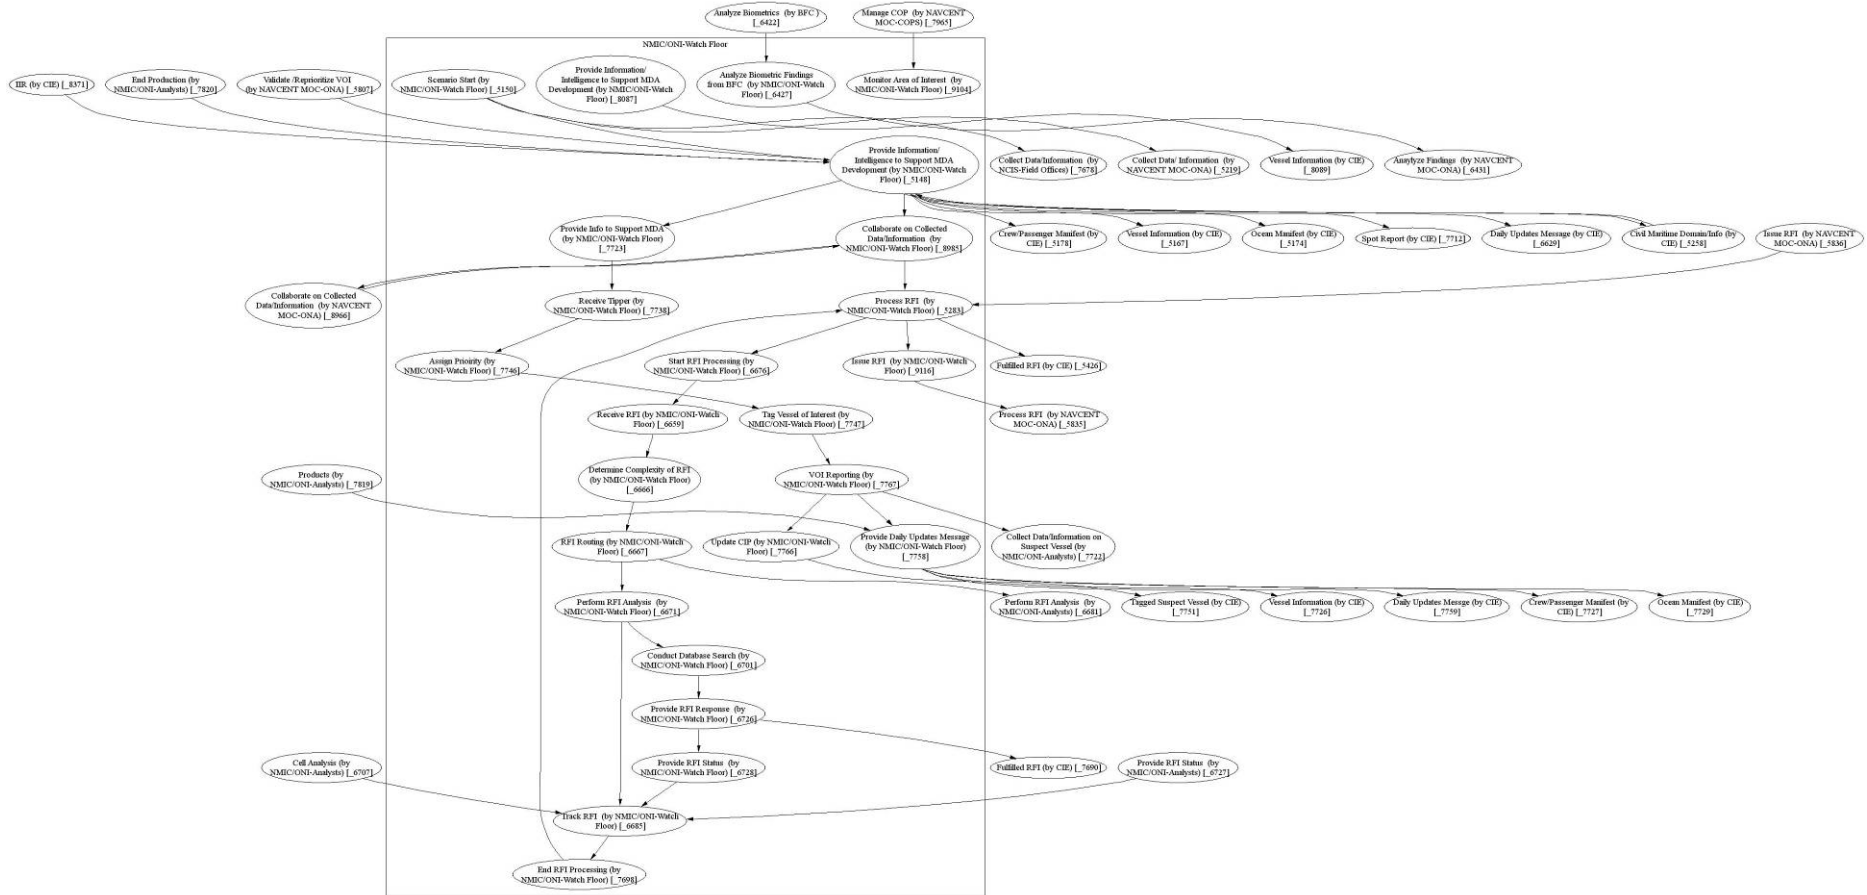 Analyze Biometrics (by BFC )
[_6422]
Manage COP (by NAVCENT
MOC-COPS) [_7965]
NMIC/ONI-Watch Floor
IIR (by CIE) [_8371]
End Production (by
NMIC/ONI-Analysts) [_7820]
Validate /Reprioritize VOI
(by NAVCENT MOC-ONA) [_5807]
Scenario Start (by
NMIC/ONI-Watch Floor) [_5150]
Provide Information/
Intelligence to Support MDA
Development (by NMIC/ONI-Watch
Floor) [_8087]
Analyze Biometric Findings
from BFC (by NMIC/ONI-Watch
Floor) [_6427]
Monitor Area of Interest (by
NMIC/ONI-Watch Floor) [_9104]
Provide Information/
Intelligence to Support MDA
Development (by NMIC/ONI-Watch
Floor) [_5148]
Collect Data/Information (by
NCIS-Field Offices) [_7678]
Collect Data/ Information (by
NAVCENT MOC-ONA) [_5219]
Vessel Information (by CIE)
[_8089]
Anaylyze Findings (by NAVCENT
MOC-ONA) [_6431]
Provide Info to Support MDA
(by NMIC/ONI-Watch Floor)
[_7723]
Collaborate on Collected
Data/Information (by
NMIC/ONI-Watch Floor) [_8985]
Crew/Passenger Manifest (by
CIE) [_5178]
Vessel Information (by CIE)
[_5167]
Ocean Manifest (by CIE)
[_5174]
Spot Report (by CIE) [_7712]
Daily Updates Message (by CIE)
[_6629]
Civil Maritime Domain/Info (by
CIE) [_5258]
Issue RFI (by NAVCENT
MOC-ONA) [_5836]
Collaborate on Collected
Data/Information (by NAVCENT
MOC-ONA) [_8966]
Receive Tipper (by
NMIC/ONI-Watch Floor) [_7738]
Process RFI (by
NMIC/ONI-Watch Floor) [_5283]
Assign Prioirity (by
NMIC/ONI-Watch Floor) [_7746]
Start RFI Processing (by
NMIC/ONI-Watch Floor) [_6676]
Issue RFI (by NMIC/ONI-Watch
Floor) [_9116]
Fulfilled RFI (by CIE) [_5426]
Receive RFI (by NMIC/ONI-Watch
Floor) [_6659]
Tag Vessel of Interest (by
NMIC/ONI-Watch Floor) [_7747]
Process RFI (by NAVCENT
MOC-ONA) [_5835]
Products (by
NMIC/ONI-Analysts) [_7819]
Determine Complexity of RFI
(by NMIC/ONI-Watch Floor)
[_6666]
VOI Reporting (by
NMIC/ONI-Watch Floor) [_7767]
RFI Routing (by NMIC/ONI-Watch
Floor) [_6667]
Update CIP (by NMIC/ONI-Watch
Floor) [_7766]
Provide Daily Updates Message
(by NMIC/ONI-Watch Floor)
[_7758]
Collect Data/Information on
Suspect Vessel (by
NMIC/ONI-Analysts) [_7722]
Perform RFI Analysis (by
NMIC/ONI-Watch Floor) [_6671]
Perform RFI Analysis (by
NMIC/ONI-Analysts) [_6681]
Tagged Suspect Vessel (by CIE)
[_7751]
Vessel Information (by CIE)
[_7726]
Daily Updates Messge (by CIE)
[_7759]
Crew/Passenger Manifest (by
CIE) [_7727]
Ocean Manifest (by CIE)
[_7729]
Conduct Database Search (by
NMIC/ONI-Watch Floor) [_6701]
Provide RFI Response (by
NMIC/ONI-Watch Floor) [_6726]
Cell Analysis (by
NMIC/ONI-Analysts) [_6707]
Provide RFI Status (by
NMIC/ONI-Watch Floor) [_6728]
Fulfilled RFI (by CIE) [_7690]
Provide RFI Status (by
NMIC/ONI-Analysts) [_6727]
Track RFI (by NMIC/ONI-Watch
Floor) [_6685]
End RFI Processing (by
NMIC/ONI-Watch Floor) [_7698]